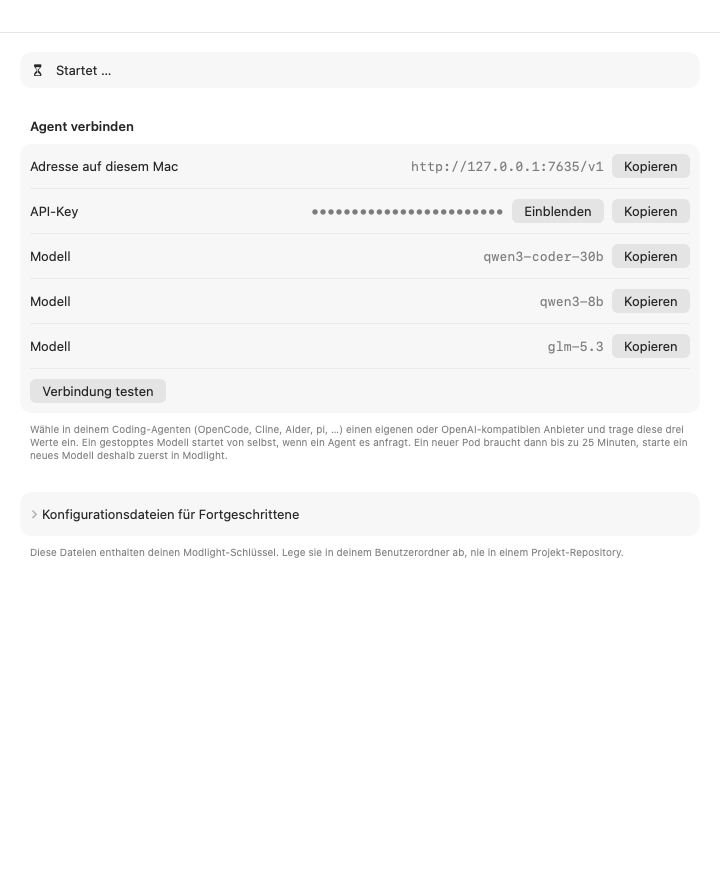 Startet ...
Agent verbinden
Adresse auf diesem Mac http://127.0.0.1:7635/v1 Kopieren
API-Key •••••••••••••••••••••••• Einblenden Kopieren
Modell qwen3-coder-30b Kopieren
Modell qwen3-8b Kopieren
Modell glm-5.3 Kopieren
Verbindung testen
Wähle in deinem Coding-Agenten (OpenCode, Cline, Aider, pi, …) einen eigenen oder OpenAI-kompatiblen Anbieter und trage diese drei
Werte ein. Ein gestopptes Modell startet von selbst, wenn ein Agent es anfragt. Ein neuer Pod braucht dann bis zu 25 Minuten, starte ein
neues Modell deshalb zuerst in Modlight.
Konfigurationsdateien für Fortgeschrittene
Diese Dateien enthalten deinen Modlight-Schlüssel. Lege sie in deinem Benutzerordner ab, nie in einem Projekt-Repository.